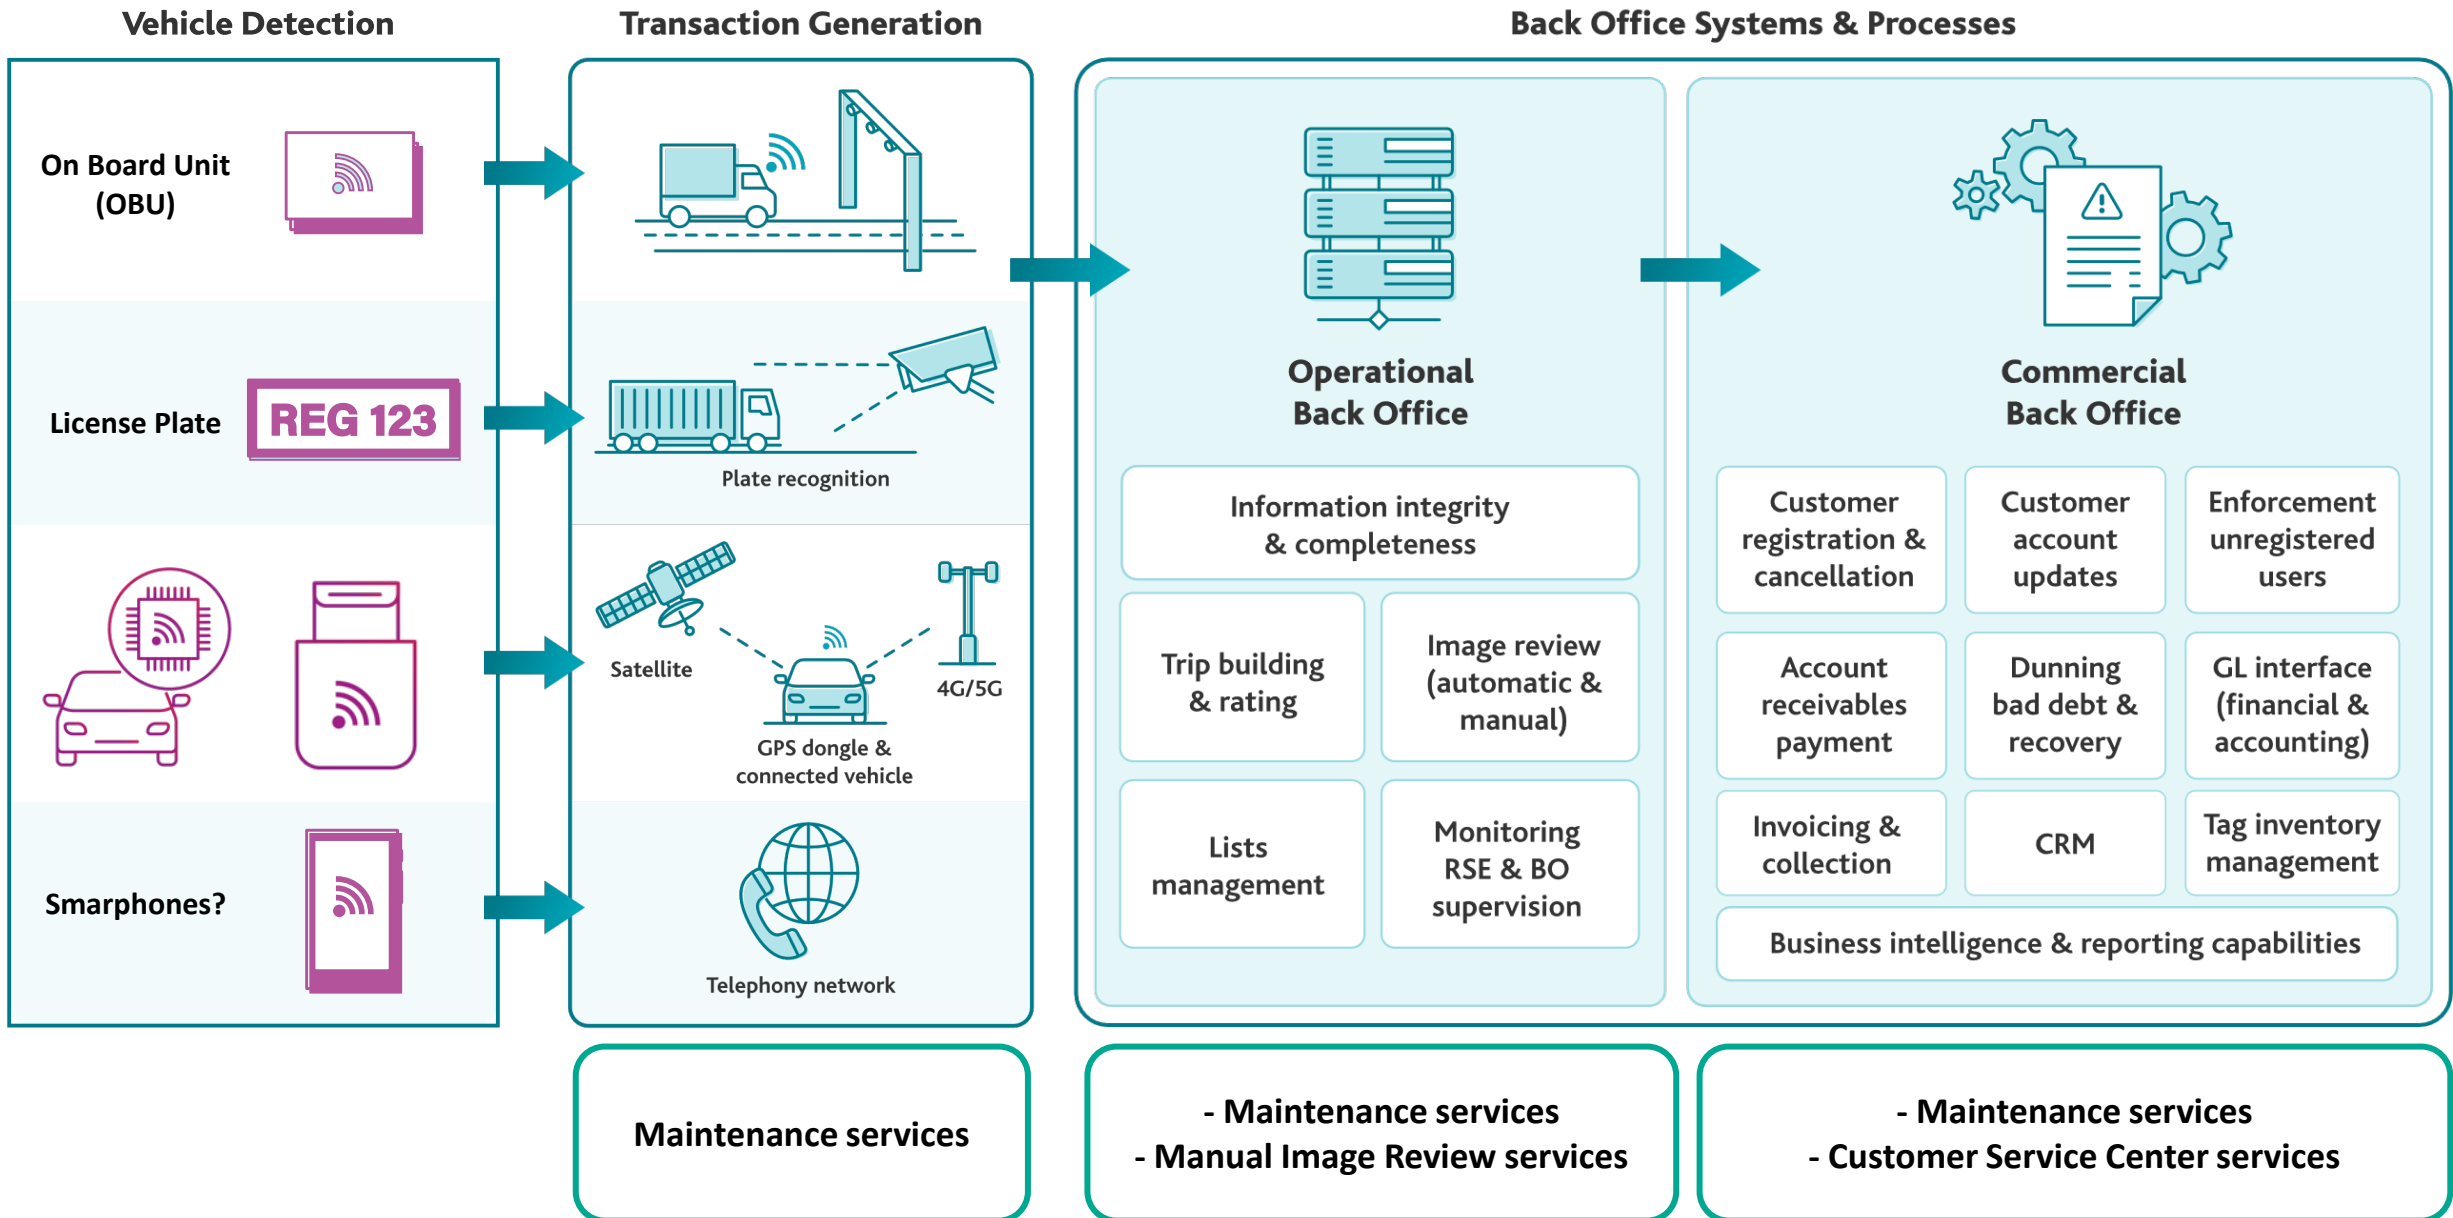 Vehicle Detection
Transaction Generation
Back Office Systems & Processes
On Board Unit
(OBU)
License Plate
REG 123
Smarphones?
Plate recognition
Satellite
4G/5G
GPS dongle &
connected vehicle
Telephony network
Operational
Back Office
Information integrity
& completeness
Trip building
& rating
Image review
(automatic &
manual)
Lists
management
Monitoring
RSE & BO
supervision
Commercial
Back Office
Customer
registration &
cancellation
Customer
account
updates
Enforcement
unregistered
users
Account
receivables
payment
Dunning
bad debt &
recovery
GL interface
(financial &
accounting)
Invoicing &
collection
CRM
Tag inventory
management
Business intelligence & reporting capabilities
Maintenance services
- Maintenance services
- Manual Image Review services
- Maintenance services
- Customer Service Center services